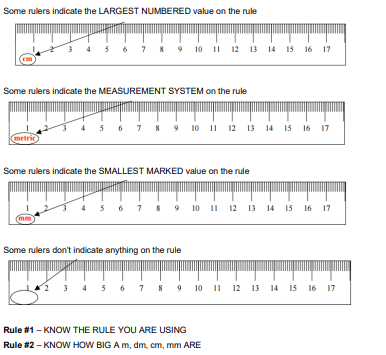 Some rulers indicate the LARGEST NUMBERED value on the rule
1 2 3 4 5 6 7 8 9 10 11 12 13 14 15 16 17
cm
Some rulers indicate the MEASUREMENT SYSTEM on the rule
1 2 3 4 5 6 7 8 9 10 11 12 13 14 15 16 17
metric
Some rulers indicate the SMALLEST MARKED value on the rule
1 2 3 4 5 6 7 8 9 10 11 12 13 14 15 16 17
mm
Some rulers don't indicate anything on the rule
1 2 3 4 5 6 7 8 9 10 11 12 13 14 15 16 17
Rule #1 – KNOW THE RULE YOU ARE USING
Rule #2 – KNOW HOW BIG A m, dm, cm, mm ARE